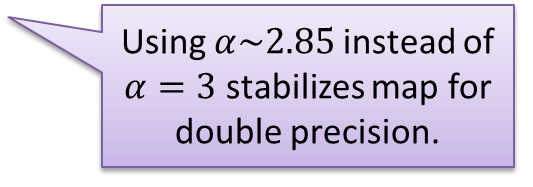 Using α~2.85 instead of
α = 3 stabilizes map for
double precision.